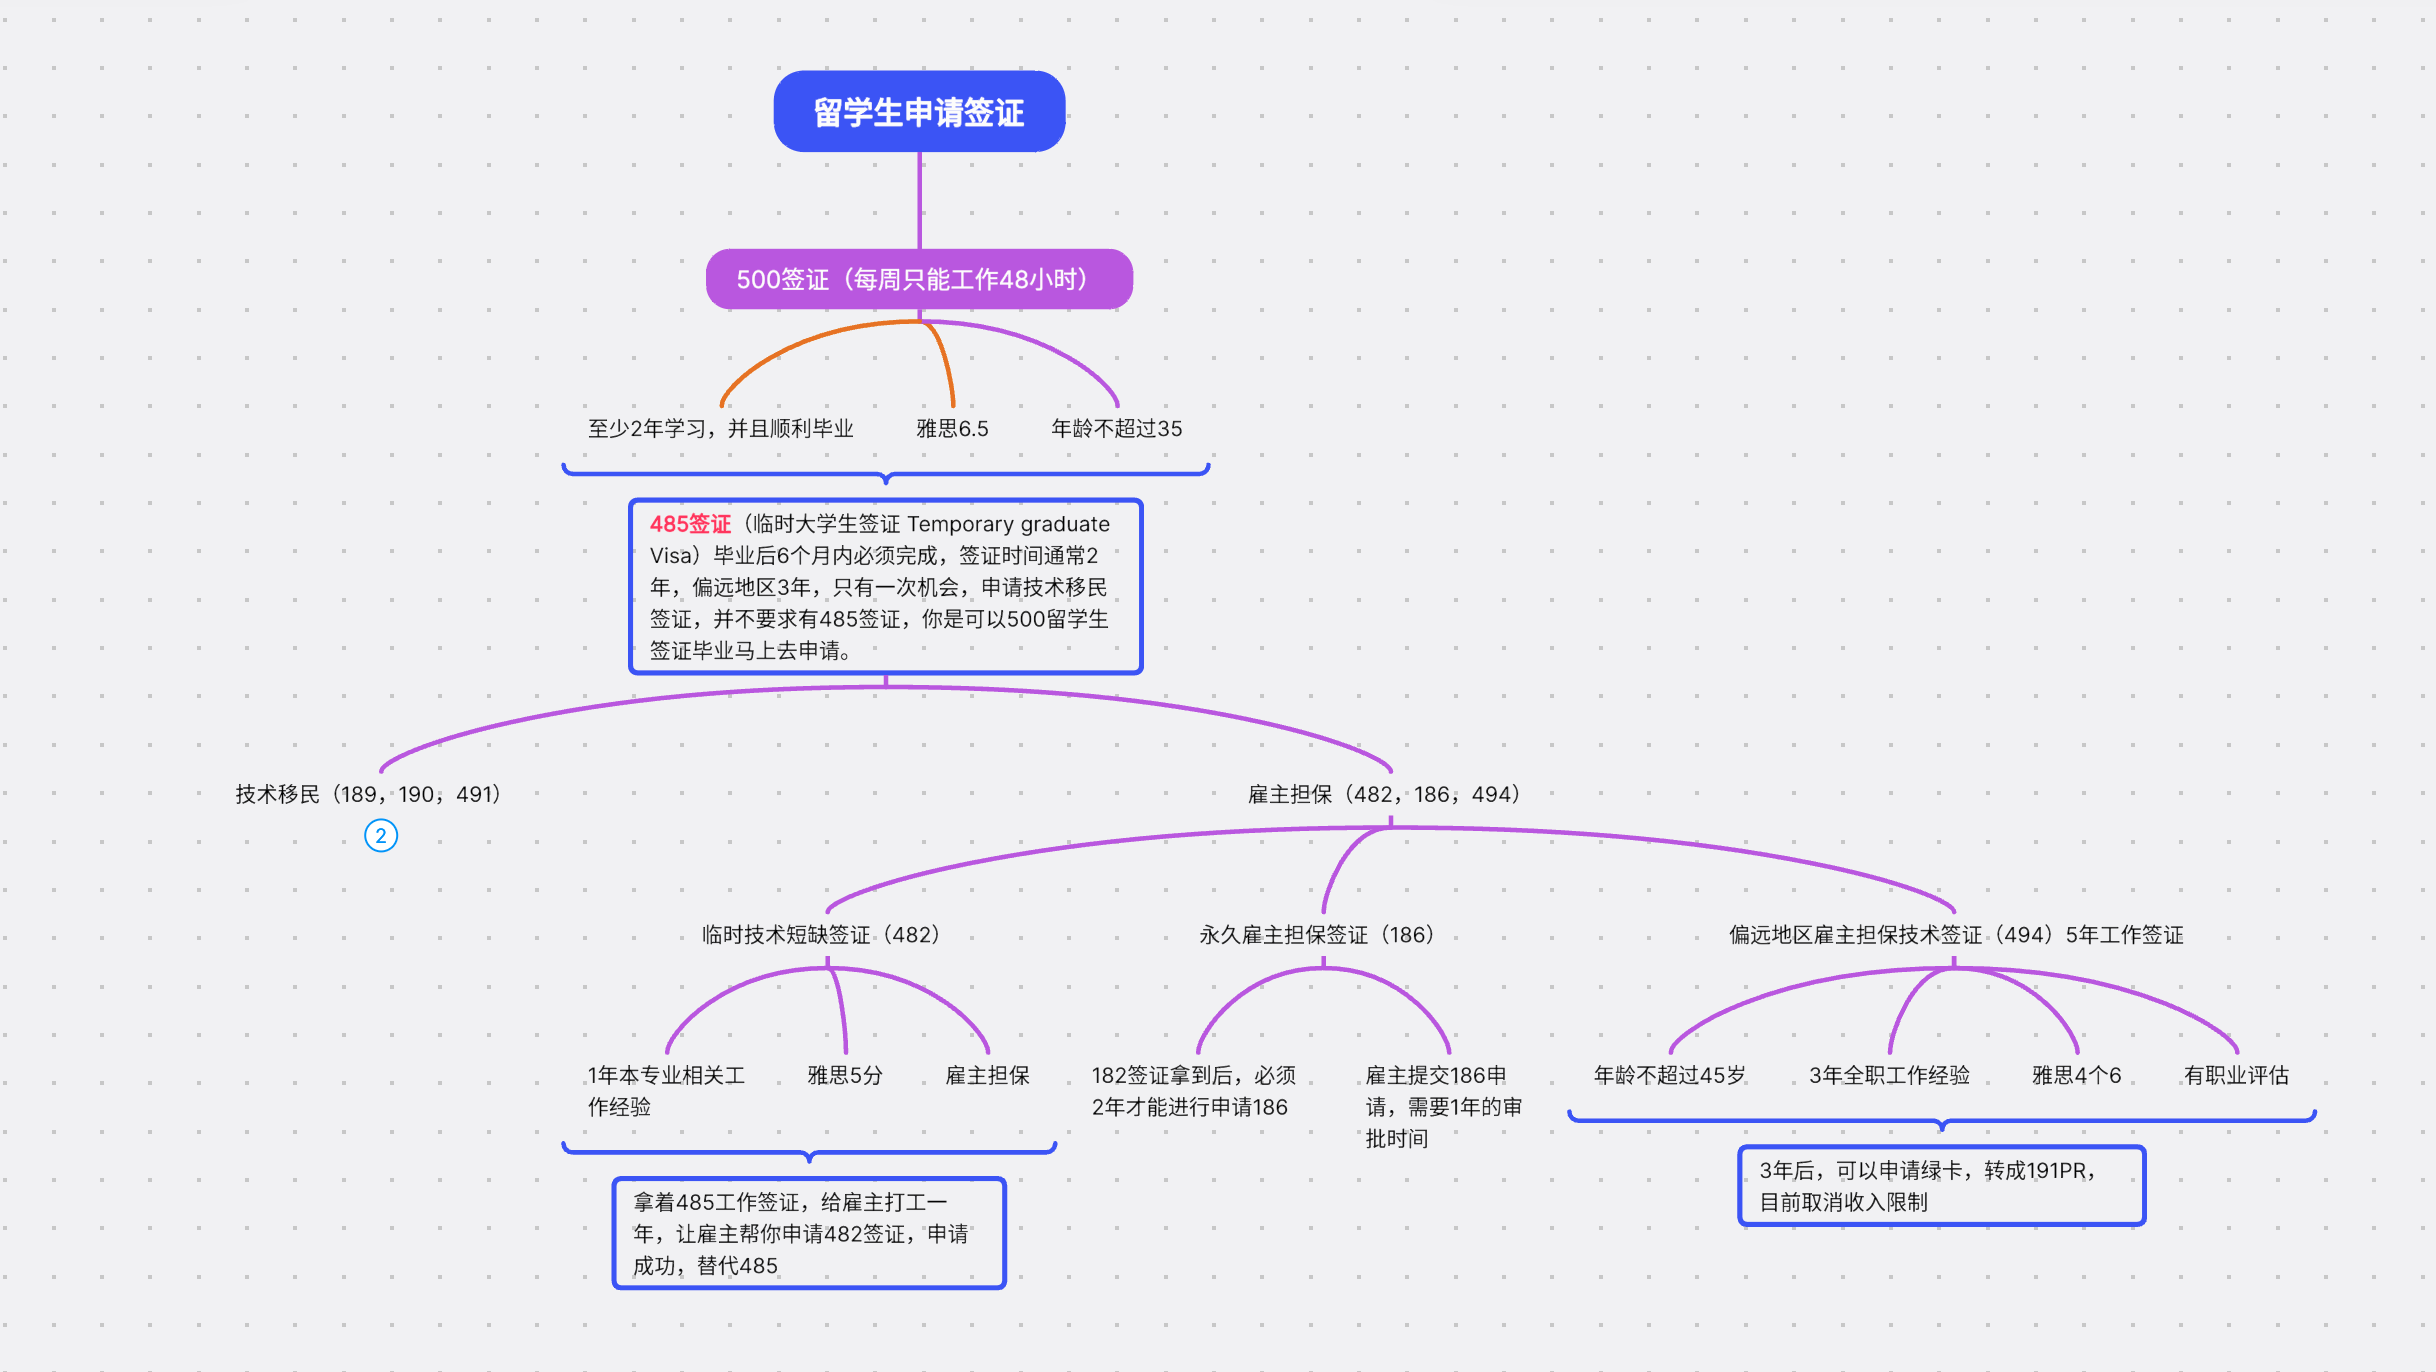 留学生申请签证
500签证（每周只能工作48小时）
至少2年学习，并且顺利毕业
雅思6.5
年龄不超过35
485签证（临时大学生签证 Temporary graduate
Visa）毕业后6个月内必须完成，签证时间通常2
年，偏远地区3年，只有一次机会，申请技术移民
签证，并不要求有485签证，你是可以500留学生
签证毕业马上去申请。
技术移民（189，190，491）
2
雇主担保（482，186，494）
临时技术短缺签证（482）
永久雇主担保签证（186）
偏远地区雇主担保技术签证（494）5年工作签证
1年本专业相关工
作经验
雅思5分
雇主担保
182签证拿到后，必须
2年才能进行申请186
雇主提交186申
请，需要1年的审
批时间
年龄不超过45岁
3年全职工作经验
雅思4个6
有职业评估
拿着485工作签证，给雇主打工一
年，让雇主帮你申请482签证，申请
成功，替代485
3年后，可以申请绿卡，转成191PR，
目前取消收入限制